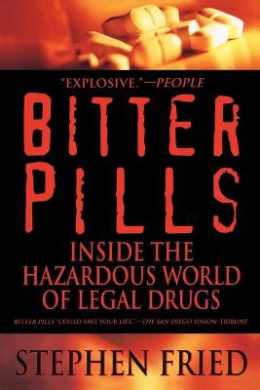 "EXPLOSIVE."—PEOPLE
BITTER
PILLS
INSIDE THE
HAZARDOUS WORLD
OF LEGAL DRUGS
BITTER PILLS "COULD SAVE YOUR LIFE."—THE SAN DIEGO UNION-TRIBUNE
STEPHEN FRIED